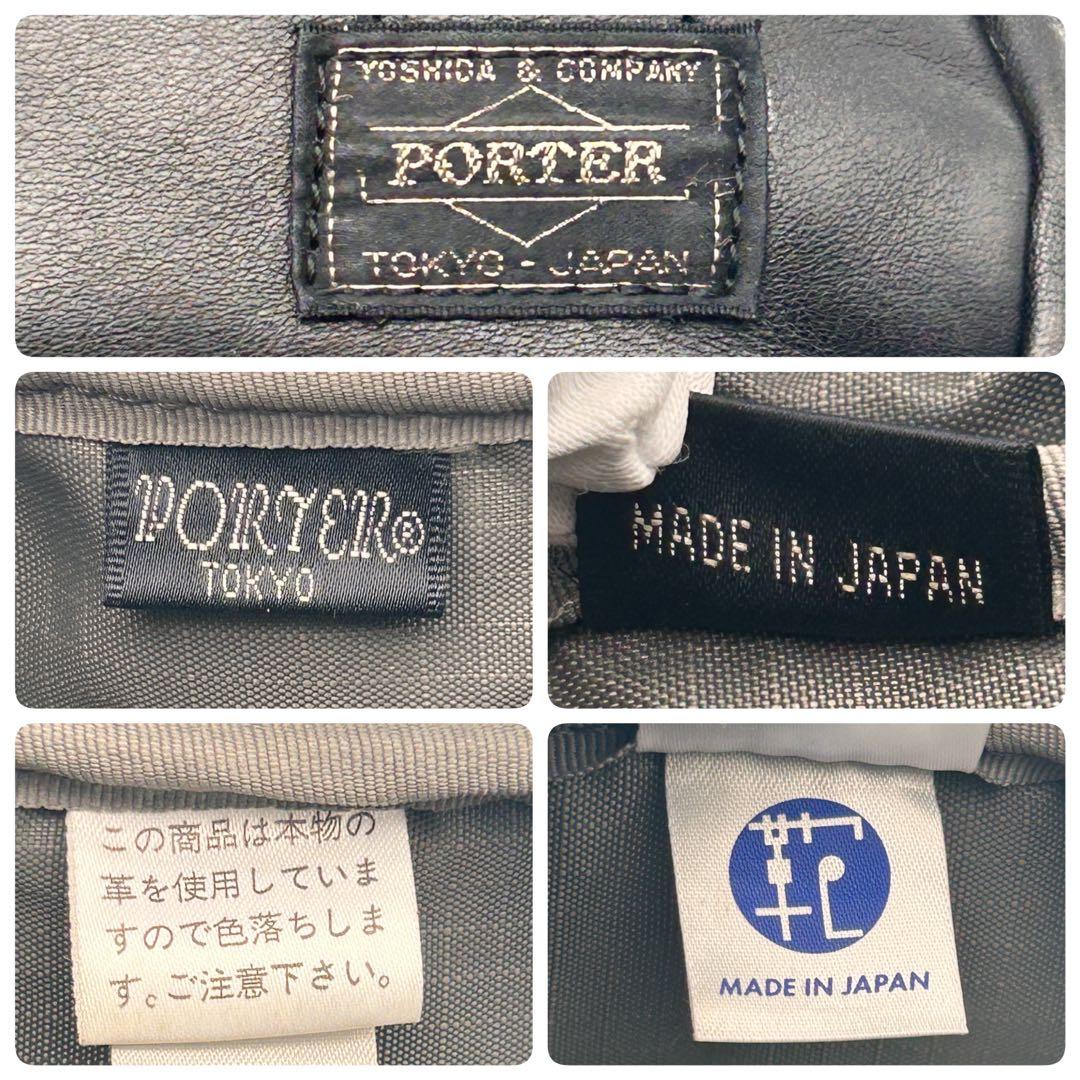 YOSHIDA & COMPANY
PORTER
TOKYO - JAPAN
PORTER®
TOKYO
MADE IN JAPAN
この商品は本物の
革を使用していま
すので色落ちしま
す。ご注意下さい。
MADE IN JAPAN